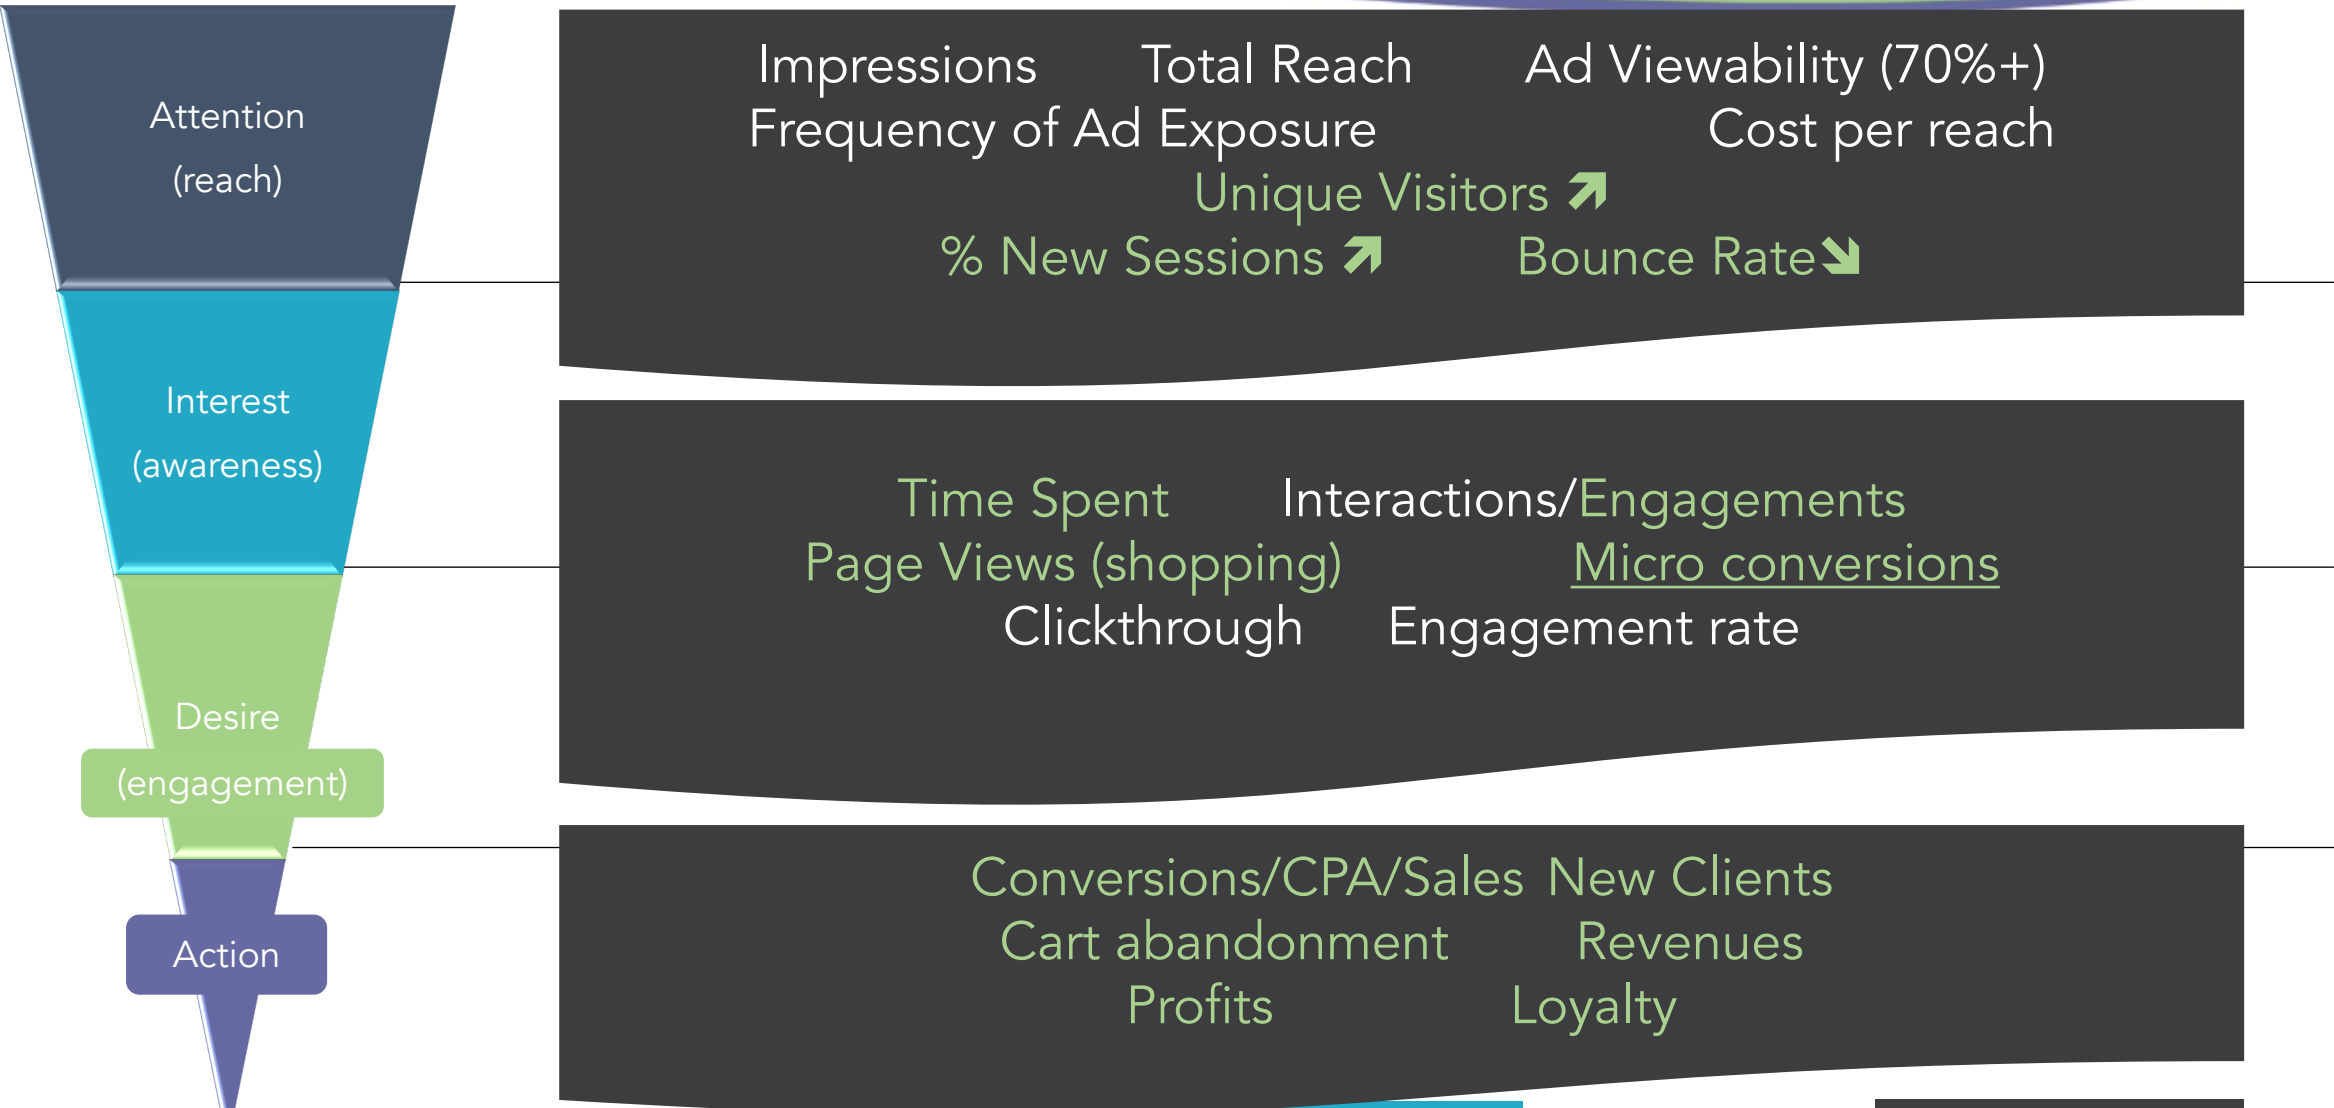 Attention
(reach)
Impressions Total Reach Ad Viewability (70%+)
Frequency of Ad Exposure Cost per reach
Unique Visitors
% New Sessions Bounce Rate
Interest
(awareness)
Time Spent Interactions/Engagements
Page Views (shopping) Micro conversions
Clickthrough Engagement rate
Desire
(engagement)
Action
Conversions/CPA/Sales New Clients
Cart abandonment Revenues
Profits Loyalty